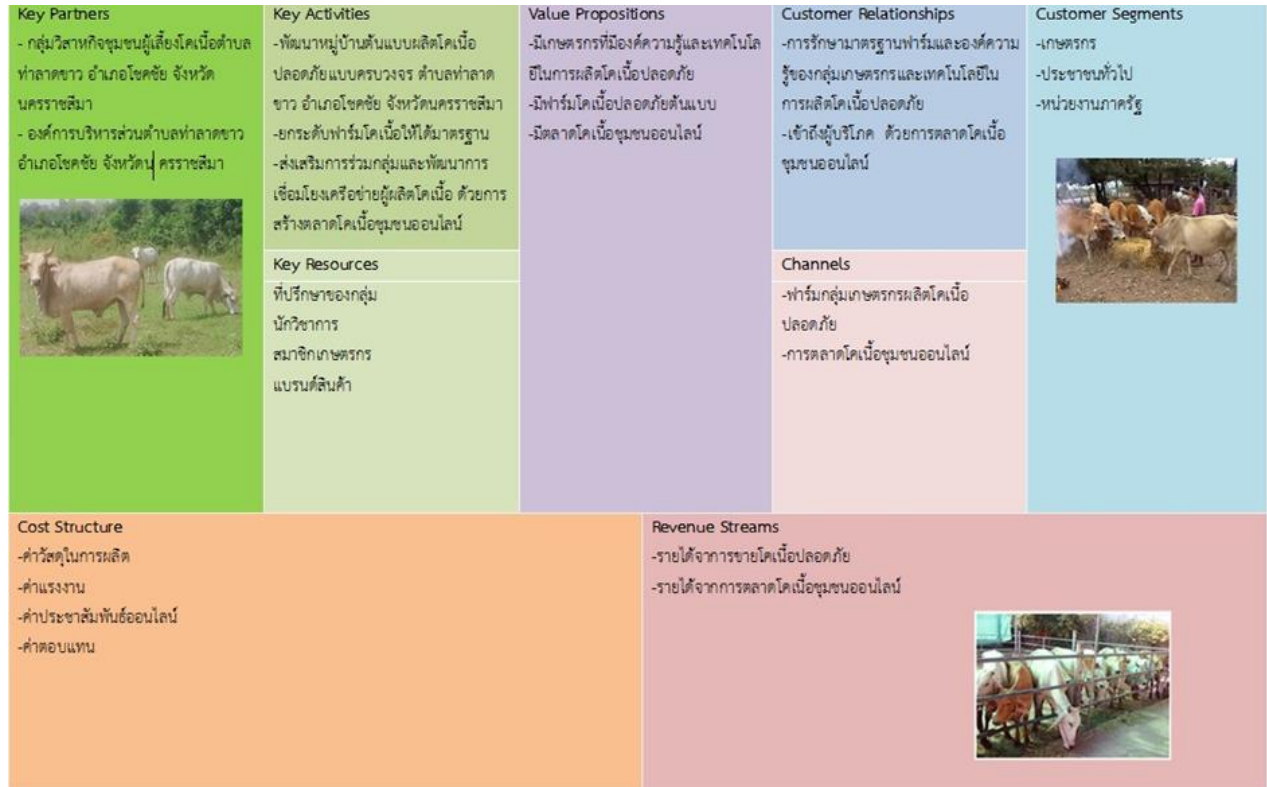 Key Partners
- กลุ่มวิสาหกิจชุมชนผู้เลี้ยงโคเนื้อตำบล
ท่าลาดขาว อำเภอโชคชัย จังหวัด
นครราชสีมา
- องค์การบริหารส่วนตำบลท่าลาดขาว
อำเภอโชคชัย จังหวัดน ครราชสีมา
Key Activities
-พัฒนาหมู่บ้านต้นแบบผลิตโคเนื้อ
ปลอดภัยแบบครบวงจร ตำบลท่าลาด
ขาว อำเภอโชคชัย จังหวัดนครราชสีมา
-ยกระดับฟาร์มโคเนื้อให้ได้มาตรฐาน
-ส่งเสริมการร่วมกลุ่มและพัฒนาการ
เชื่อมโยงเครือข่ายผู้ผลิตโคเนื้อ ด้วยการ
สร้างตลาดโคเนื้อชุมชนออนไลน์
Key Resources
ที่ปรึกษาของกลุ่ม
นักวิชาการ
สมาชิกเกษตรกร
แบรนด์สินค้า
Value Propositions
-มีเกษตรกรที่มีองค์ความรู้และเทคโนโล
ยีในการผลิตโคเนื้อปลอดภัย
-มีฟาร์มโคเนื้อปลอดภัยต้นแบบ
-มีตลาดโคเนื้อชุมชนออนไลน์
Customer Relationships
-การรักษามาตรฐานฟาร์มและองค์ความ
รู้ของกลุ่มเกษตรกรและเทคโนโลยีใน
การผลิตโคเนื้อปลอดภัย
-เข้าถึงผู้บริโภค ด้วยการตลาดโคเนื้อ
ชุมชนออนไลน์
Channels
-ฟาร์มกลุ่มเกษตรกรผลิตโคเนื้อ
ปลอดภัย
-การตลาดโคเนื้อชุมชนออนไลน์
Customer Segments
-เกษตรกร
-ประชาชนทั่วไป
-หน่วยงานภาครัฐ
Cost Structure
-ค่าวัสดุในการผลิต
-ค่าแรงงาน
-ค่าประชาสัมพันธ์ออนไลน์
-ค่าตอบแทน
Revenue Streams
-รายได้จาการขายโคเนื้อปลอดภัย
-รายได้จากการตลาดโคเนื้อชุมชนออนไลน์